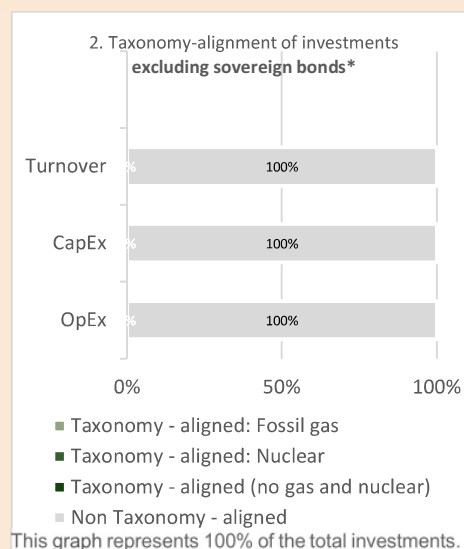 2. Taxonomy-alignment of investments
excluding sovereign bonds*
Turnover % 100%
CapEx % 100%
OpEx % 100%
0% 50% 100%
Taxonomy - aligned: Fossil gas
Taxonomy - aligned: Nuclear
Taxonomy - aligned (no gas and nuclear)
Non Taxonomy - aligned
This graph represents 100% of the total investments.